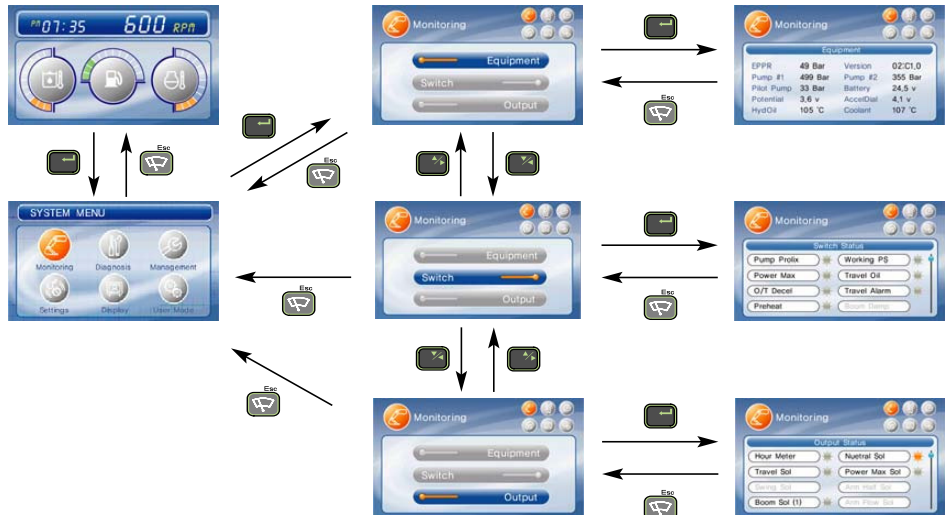 PM 07:35 600 RPM
Esc
SYSTEM MENU
Monitoring Diagnosis Management
Settings Display User Mode
Esc
Monitoring
Equipment
Switch
Output
Esc
Monitoring
Equipment
EPPR 49 Bar Version 02:C1,0
Pump #1 499 Bar Pump #2 355 Bar
Pilot Pump 33 Bar Battery 24,5 v
Potential 3,6 v AccelDial 4,1 v
HydOil 105 ℃ Coolant 107 ℃
Esc
Monitoring
Equipment
Switch
Output
Esc
Monitoring
Switch Status
Pump Prolix Working PS
Power Max Travel Oil
O/T Decel Travel Alarm
Preheat Boom Damp
Esc
Monitoring
Equipment
Switch
Output
Esc
Monitoring
Output Status
Hour Meter Nuetral Sol
Travel Sol Power Max Sol
Swing Sol Arm Half Sol
Boom Sol (1) Arm Flow Sol